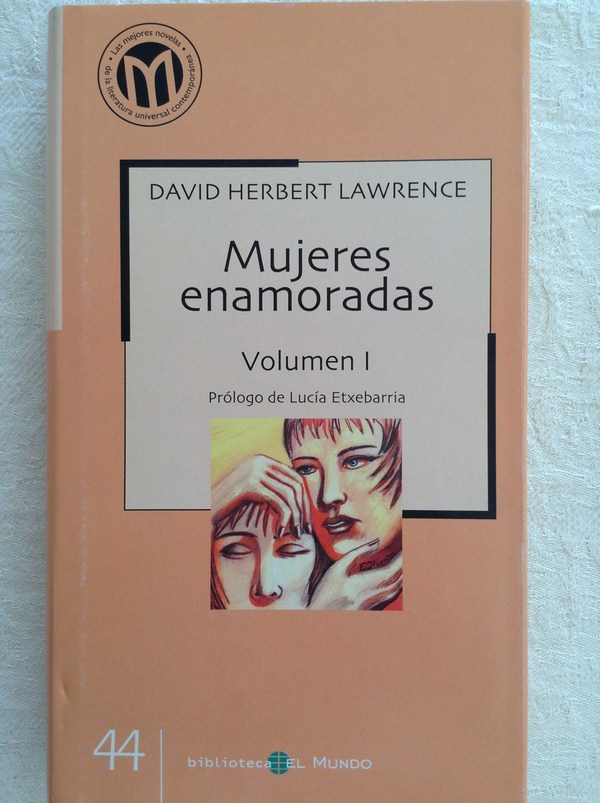 · Las mejores novelas ·
de la literatura universal contemporánea
M
DAVID HERBERT LAWRENCE
Mujeres
enamoradas
Volumen I
Prólogo de Lucía Etxebarria
44
biblioteca EL MUNDO